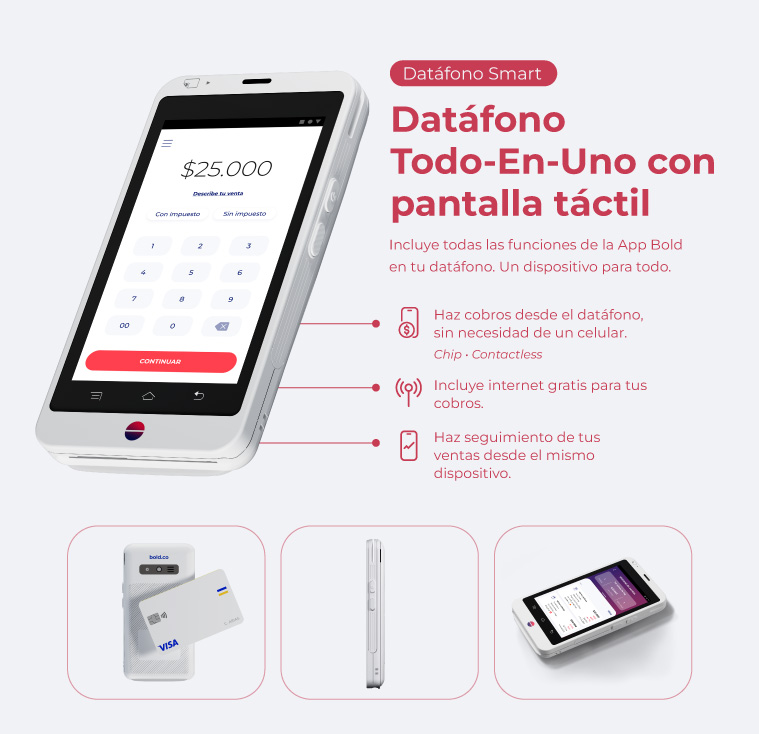 Datáfono Smart
Datáfono
Todo-En-Uno con
pantalla táctil
Incluye todas las funciones de la App Bold
en tu datáfono. Un dispositivo para todo.
$25.000
Describe tu venta
Con impuesto Sin impuesto
1 2 3
4 5 6
7 8 9
00 0
CONTINUAR
Haz cobros desde el datáfono,
sin necesidad de un celular.
Chip • Contactless
Incluye internet gratis para tus
cobros.
Haz seguimiento de tus
ventas desde el mismo
dispositivo.
bold.co
VISA